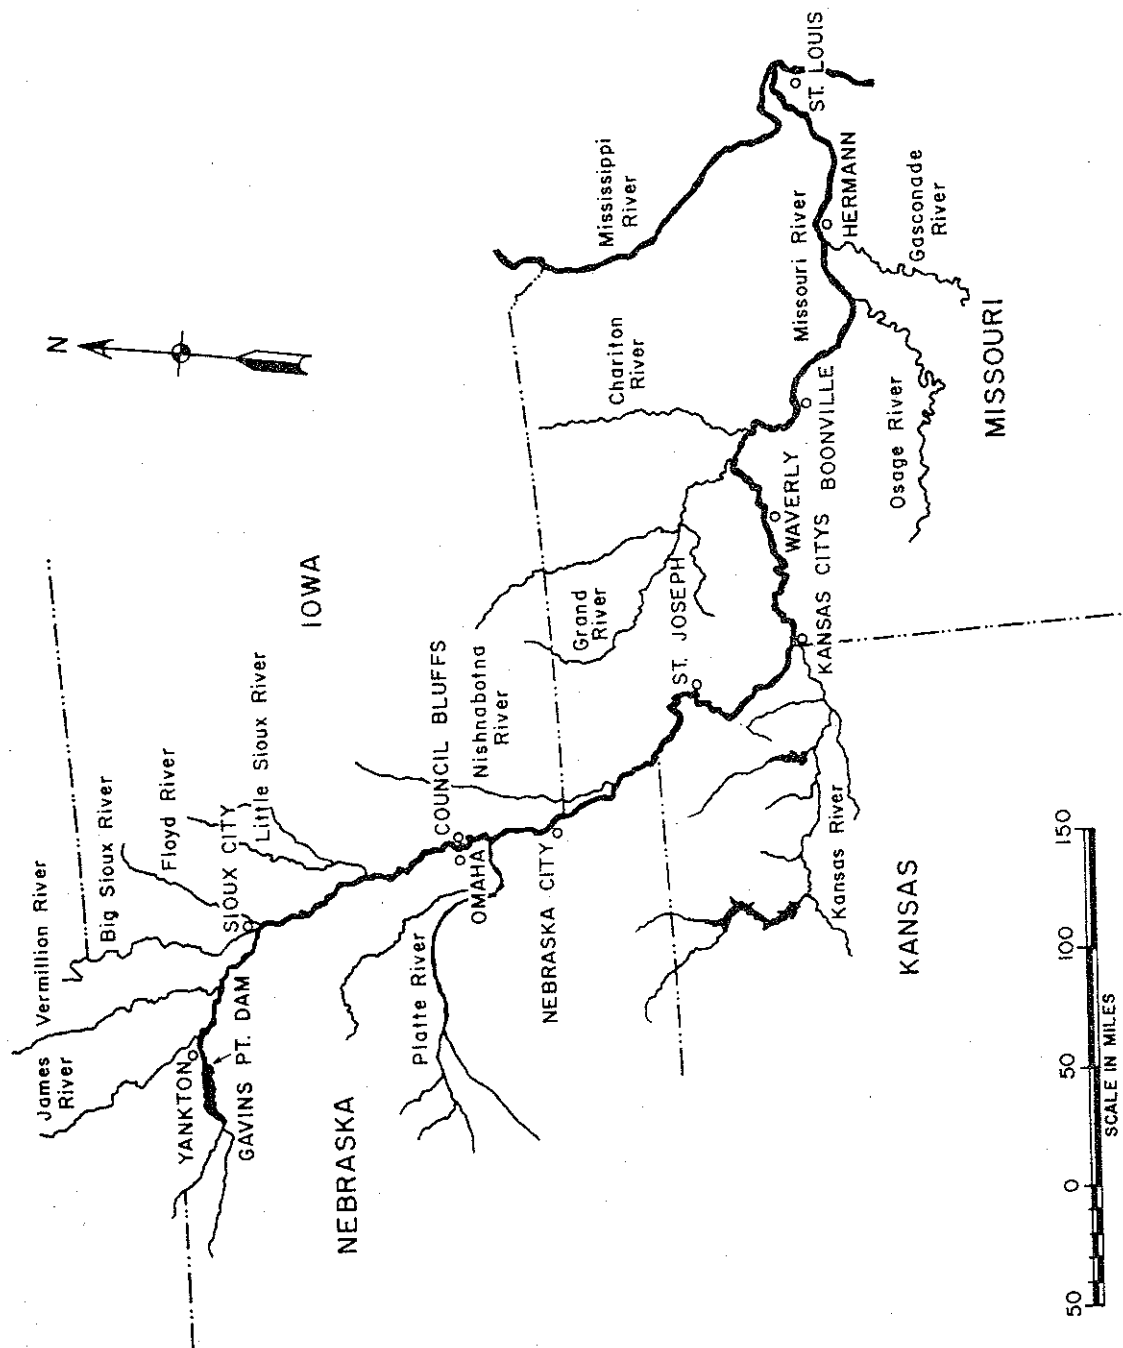 N
James
River
Vermillion River
Big Sioux River
Floyd River
Little Sioux River
YANKTON
GAVINS PT. DAM
SIOUX CITY
IOWA
NEBRASKA
Platte River
OMAHA
COUNCIL BLUFFS
Nishnabotna
River
NEBRASKA CITY
Grand
River
Chariton
River
Mississippi
River
ST. JOSEPH
WAVERLY
KANSAS CITYS
BOONVILLE
Missouri River
HERMANN
ST. LOUIS
Kansas River
KANSAS
Osage River
Gasconade
River
MISSOURI
50 0 50 100 150
SCALE IN MILES